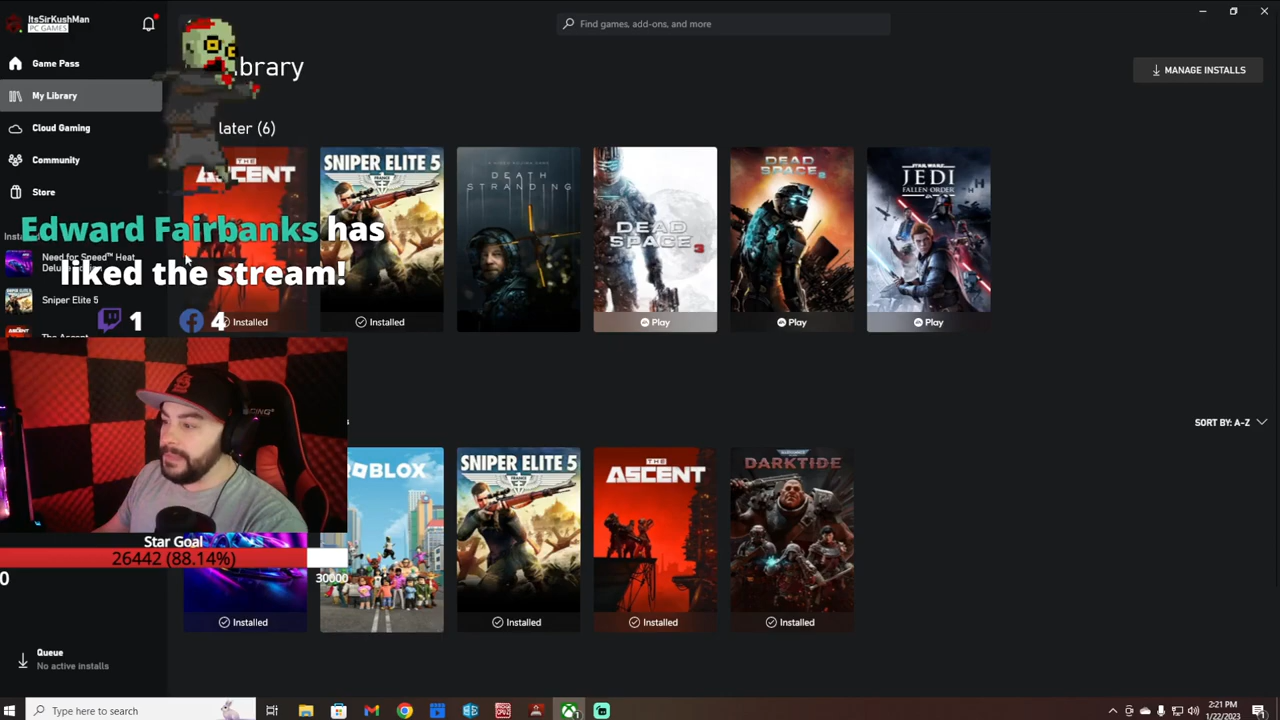 ItsSirKushMan
PC GAMES
Find games, add-ons, and more
Game Pass
brary
MANAGE INSTALLS
My Library
Cloud Gaming
later (6)
Community
Store
THE
ASCENT
SNIPER ELITE 5
FRANCE
DEATH
STRANDING
DEAD
SPACE 3
DEAD
SPACE 2
STAR WARS
JEDI
FALLEN ORDER
Edward Fairbanks has
liked the stream!
Need for Speed™ Heat
Sniper Elite 5
1
4
Installed
Installed
Play
Play
Play
SORT BY: A-Z
ROBLOX
SNIPER ELITE 5
FRANCE
THE
ASCENT
DARKTIDE
Star Goal
26442 (88.14%)
0
30000
Installed
Installed
Installed
Installed
Queue
No active installs
Type here to search
2:21 PM
1/22/2023